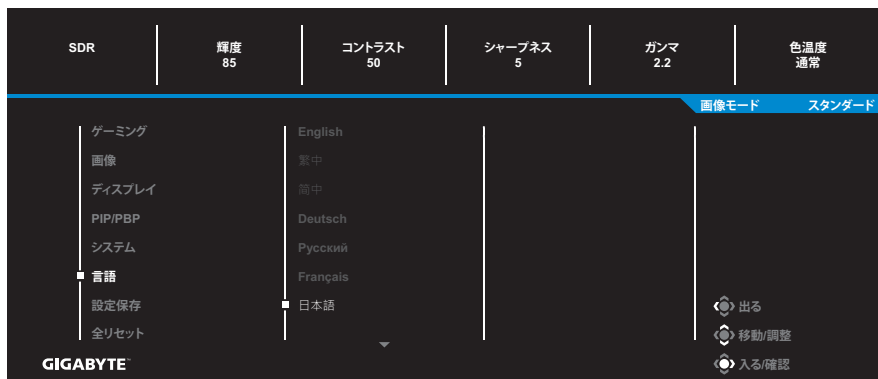 SDR
輝度
85
コントラスト
50
シャープネス
5
ガンマ
2.2
色温度
通常
画像モード スタンダード
ゲーミング
画像
ディスプレイ
PIP/PBP
システム
言語
設定保存
全リセット
English
繁中
简中
Deutsch
Русский
Français
日本語
出る
移動/調整
入る/確認
GIGABYTE™